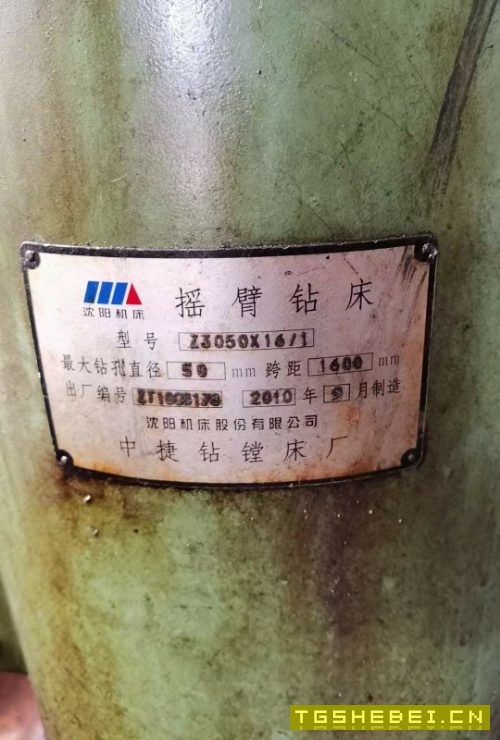 沈阳机床
摇臂钻床
型号 Z3050X16/1
最大钻孔直径 50 mm 跨距 1600 mm
出厂编号 2010 年 9 月制造
沈阳机床股份有限公司
中捷钻镗床厂
TGSHEBEI.CN